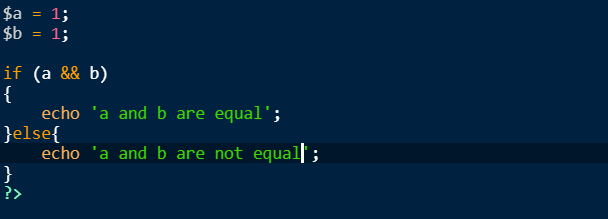 $a = 1;
$b = 1;

if (a && b)
{
    echo 'a and b are equal';
}else{
    echo 'a and b are not equal';
}
?>